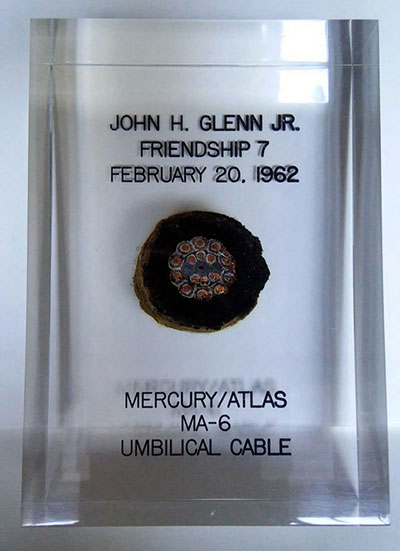 JOHN H. GLENN JR.
FRIENDSHIP 7
FEBRUARY 20, 1962
MERCURY/ATLAS
MA-6
UMBILICAL CABLE